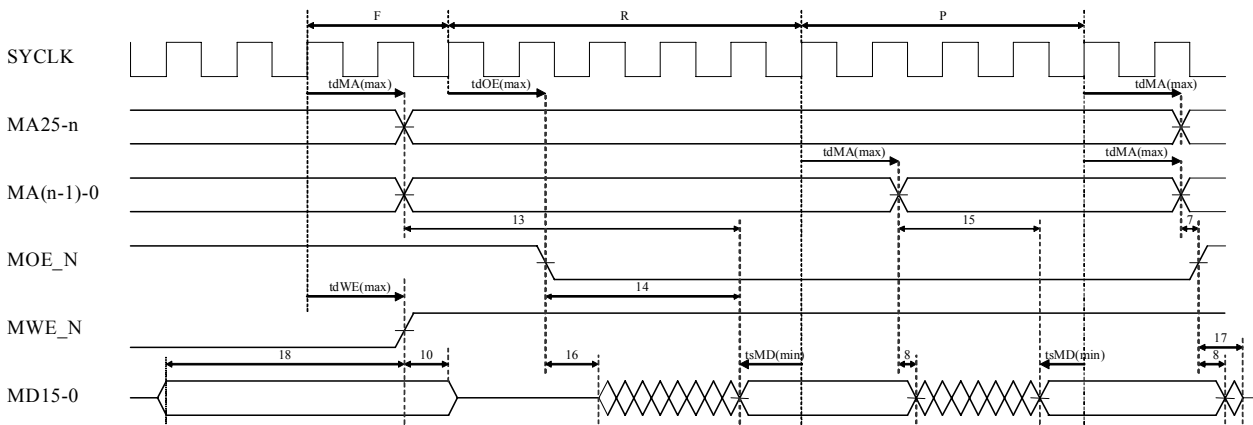 F R P
SYCLK
tdMA(max) tdOE(max) tdMA(max)
MA25-n
tdMA(max) tdMA(max)
MA(n-1)-0
13 15 7
MOE_N
tdWE(max) 14
MWE_N
17
18 10 16 tsMD(min) 8 tsMD(min) 8
MD15-0